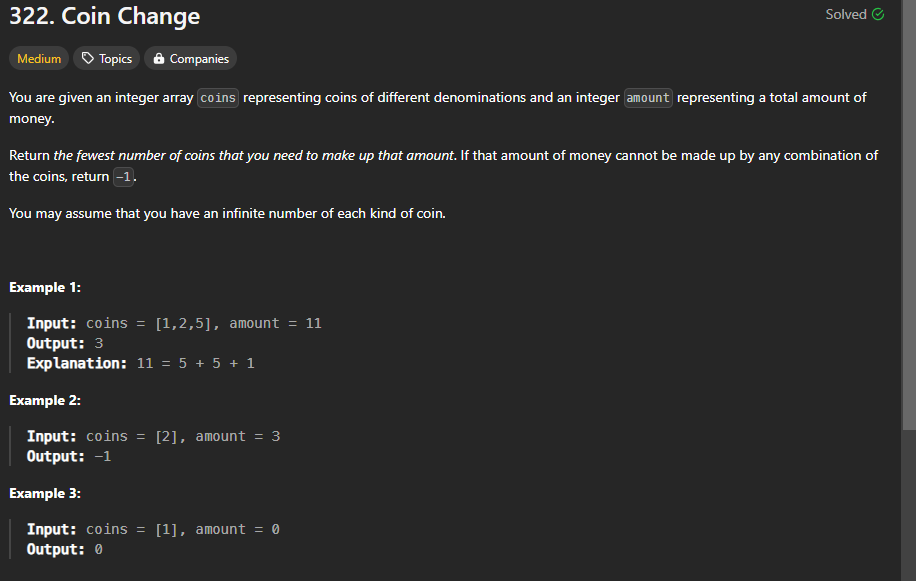 322. Coin Change
Solved
Medium
Topics
Companies
You are given an integer array coins representing coins of different denominations and an integer amount representing a total amount of
money.
Return the fewest number of coins that you need to make up that amount. If that amount of money cannot be made up by any combination of
the coins, return -1.
You may assume that you have an infinite number of each kind of coin.
Example 1:
Input: coins = [1,2,5], amount = 11
Output: 3
Explanation: 11 = 5 + 5 + 1
Example 2:
Input: coins = [2], amount = 3
Output: -1
Example 3:
Input: coins = [1], amount = 0
Output: 0